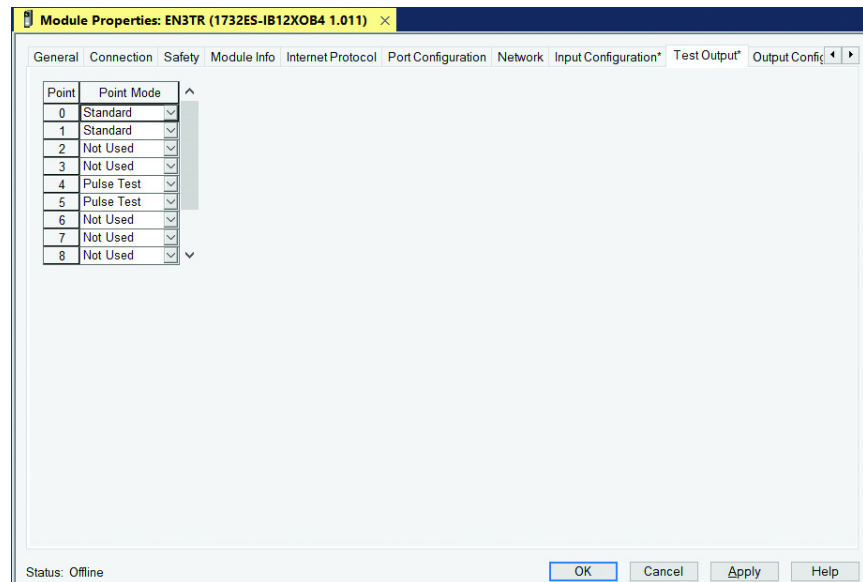 Module Properties: EN3TR (1732ES-IB12XOB4 1.011) ×
General Connection Safety Module Info Internet Protocol Port Configuration Network Input Configuration* Test Output* Output Config
Point Point Mode
0 Standard
1 Standard
2 Not Used
3 Not Used
4 Pulse Test
5 Pulse Test
6 Not Used
7 Not Used
8 Not Used
Status: Offline OK Cancel Apply Help